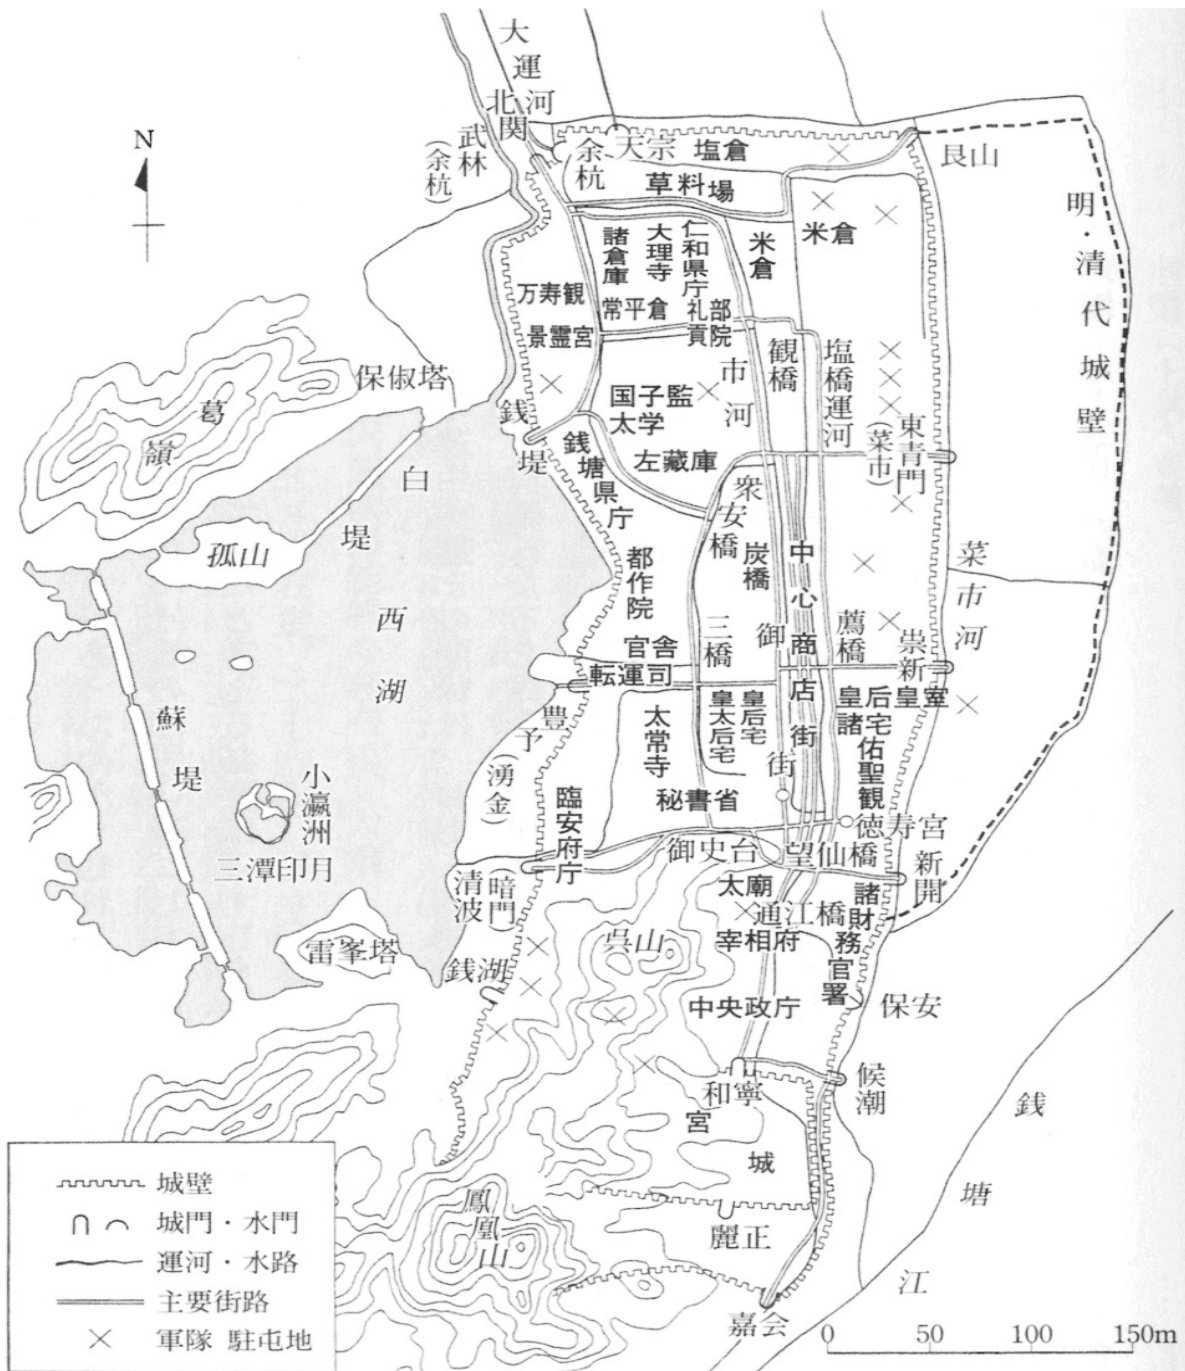 大運河
N
北関
武林
(余杭)
余杭
天宗
塩倉
艮山
草料場
米倉
米倉
諸倉庫
大理寺
仁和県庁
明・清代城壁
万寿観
常平倉
礼部貢院
景霊宮
市河
観橋
塩橋運河
保俶塔
葛嶺
銭堤
国子監
太学
東青門
(菜市)
白堤
銭塘県庁
左藏庫
衆安橋
孤山
都作院
炭橋
中心商店街
菜市河
西湖
官舎
三橋
御街
薦橋
崇新
転運司
蘇堤
豊予
(湧金)
太常寺
皇太后宅
皇后宅
皇后皇室
諸宅
佑聖観
小瀛洲
三潭印月
臨安府庁
秘書省
徳寿宮
御史台
望仙橋
新開
清波
(暗門)
太廟
通江橋
諸財務官署
雷峯塔
銭湖
呉山
宰相府
中央政庁
保安
和寧
候潮
宮城
銭塘江
鳳凰山
麗正
嘉会
城壁
城門・水門
運河・水路
主要街路
軍隊駐屯地
0 50 100 150m